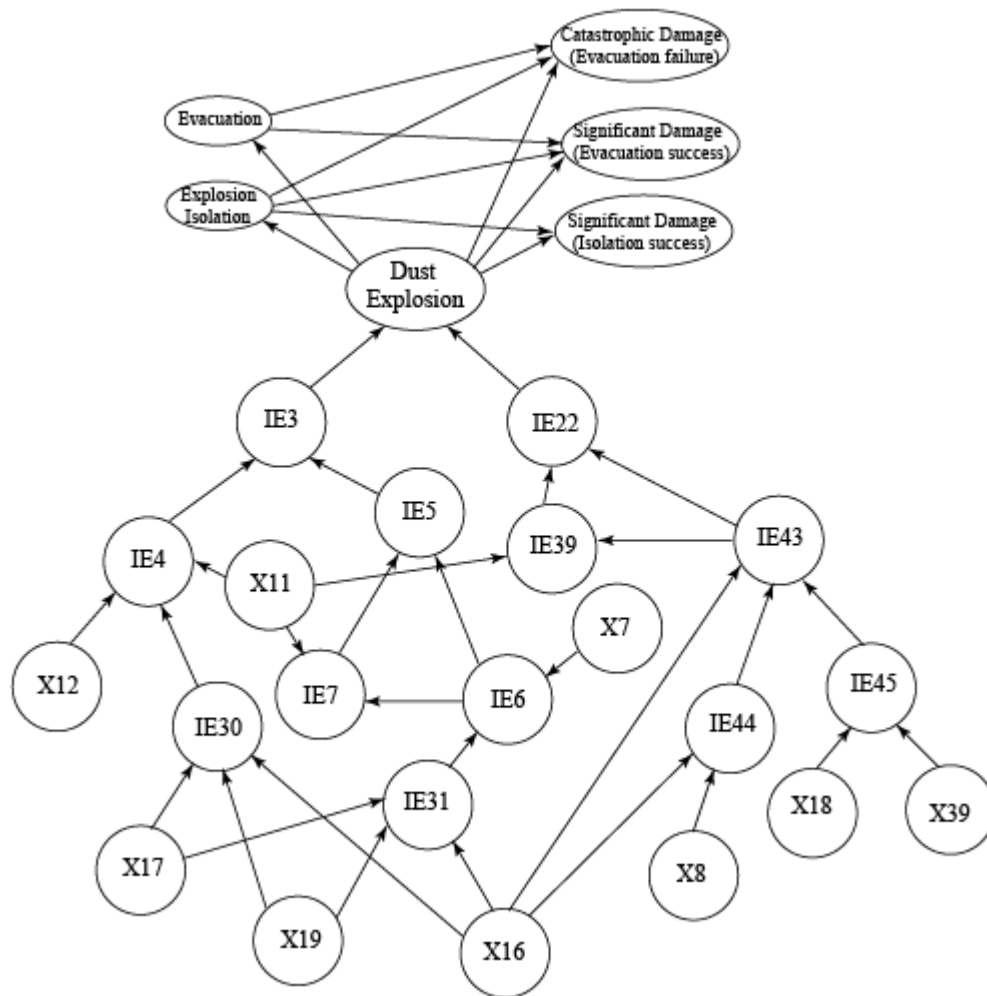 Catastrophic Damage
(Evacuation failure)
Evacuation
Significant Damage
(Evacuation success)
Explosion
Isolation
Significant Damage
(Isolation success)
Dust
Explosion
IE3
IE22
IE5
IE39
IE43
IE4
X11
X7
X12
IE7
IE6
IE45
IE30
IE44
IE31
X18
X39
X17
X8
X19
X16